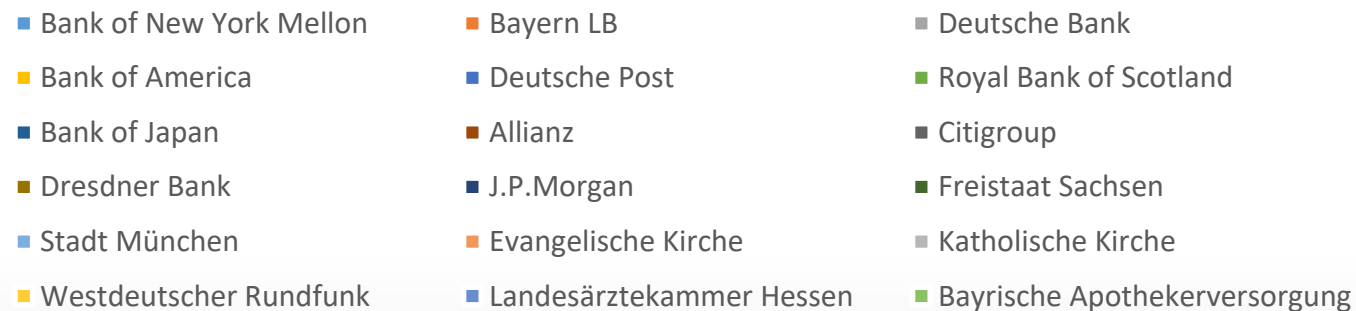 Bank of New York Mellon Bayern LB Deutsche Bank
Bank of America Deutsche Post Royal Bank of Scotland
Bank of Japan Allianz Citigroup
Dresdner Bank J.P.Morgan Freistaat Sachsen
Stadt München Evangelische Kirche Katholische Kirche
Westdeutscher Rundfunk Landesärztekammer Hessen Bayrische Apothekerversorgung